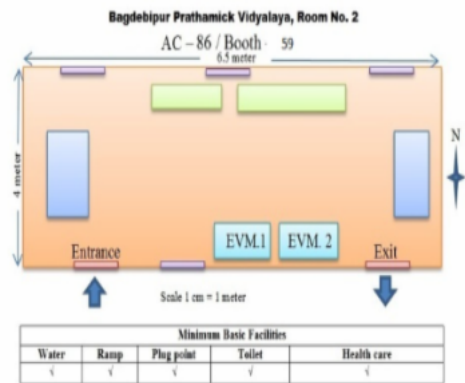 Bagdebipur Prathamick Vidyalaya, Room No. 2
AC – 86 / Booth · 59
6.5 meter
4 meter
N
EVM.1 EVM. 2
Entrance Exit
Scale 1 cm = 1 meter
Minimum Basic Facilities
Water Ramp Plug point Toilet Health care
√ √ √ √ √